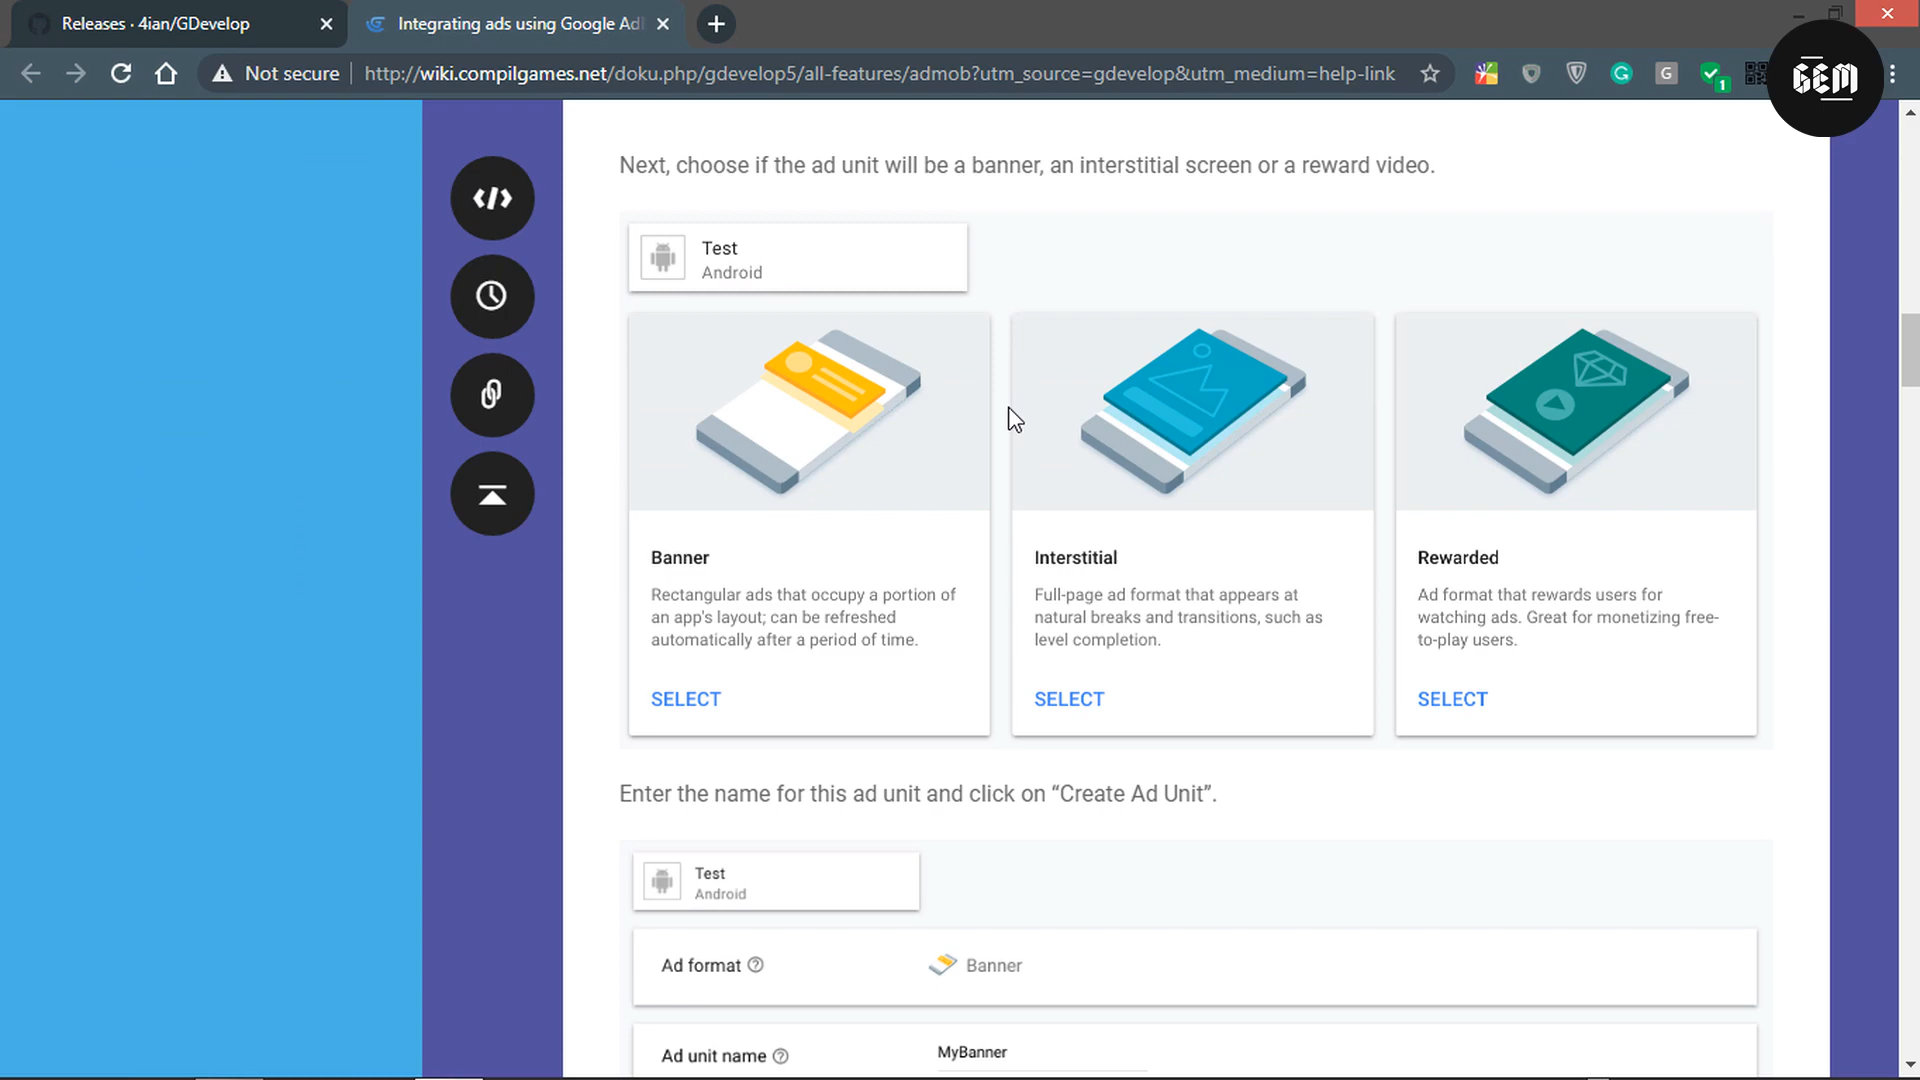 Releases · 4ian/GDevelop
Integrating ads using Google Ad
Not secure
http://wiki.compilgames.net/doku.php/gdevelop5/all-features/admob?utm_source=gdevelop&utm_medium=help-link
G
1
GEM
Next, choose if the ad unit will be a banner, an interstitial screen or a reward video.
Test
Android
Banner
Rectangular ads that occupy a portion of
an app's layout; can be refreshed
automatically after a period of time.
SELECT
Interstitial
Full-page ad format that appears at
natural breaks and transitions, such as
level completion.
SELECT
Rewarded
Ad format that rewards users for
watching ads. Great for monetizing free-
to-play users.
SELECT
Enter the name for this ad unit and click on “Create Ad Unit”.
Test
Android
Ad format
Banner
Ad unit name
MyBanner